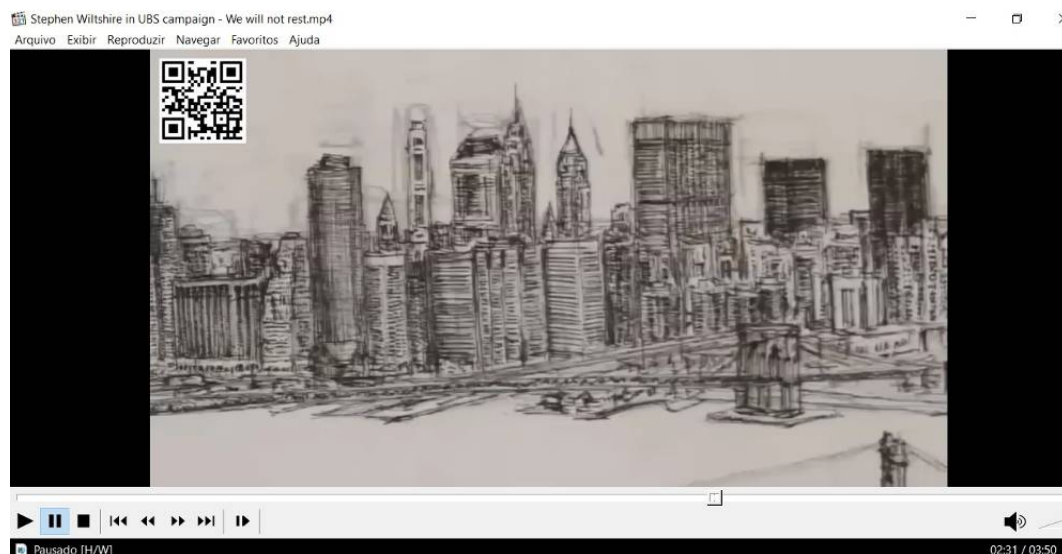 Stephen Wiltshire in UBS campaign - We will not rest.mp4
Arquivo Exibir Reproduzir Navegar Favoritos Ajuda
Pausado [H/W]
02:31 / 03:50